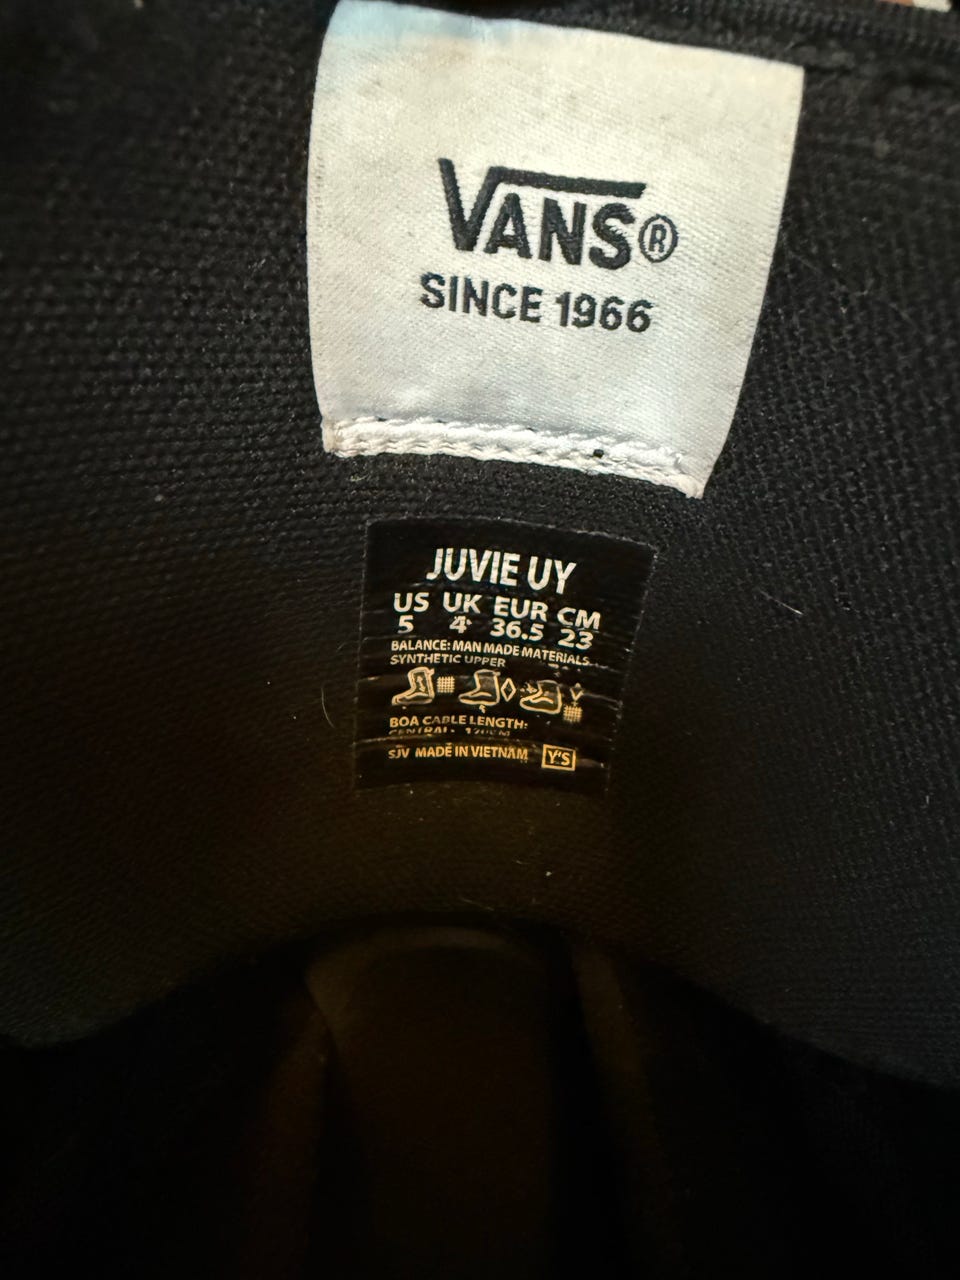 VANS®
SINCE 1966
JUVIE UY
US UK EUR CM
5 4 36.5 23
BALANCE: MAN MADE MATERIALS
SYNTHETIC UPPER
BOA CABLE LENGTH:
CENTRAL:
SJV MADE IN VIETNAM Y'S